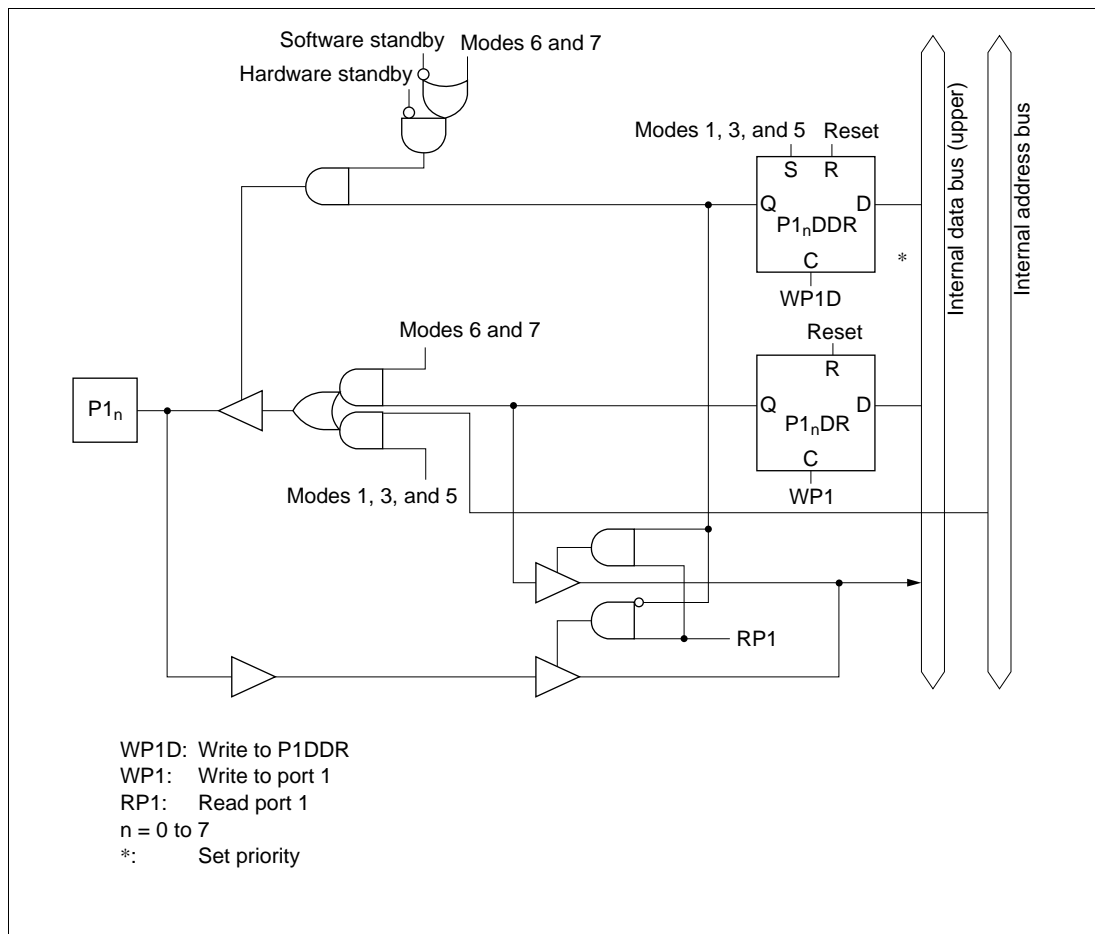 Software standby
Modes 6 and 7
Hardware standby
Modes 1, 3, and 5
Reset
S
R
Q
D
P1nDDR
C
*
WP1D
Internal data bus (upper)
Internal address bus
Modes 6 and 7
Reset
R
P1n
Q
D
P1nDR
C
Modes 1, 3, and 5
WP1
RP1
WP1D: Write to P1DDR
WP1: Write to port 1
RP1: Read port 1
n = 0 to 7
*: Set priority